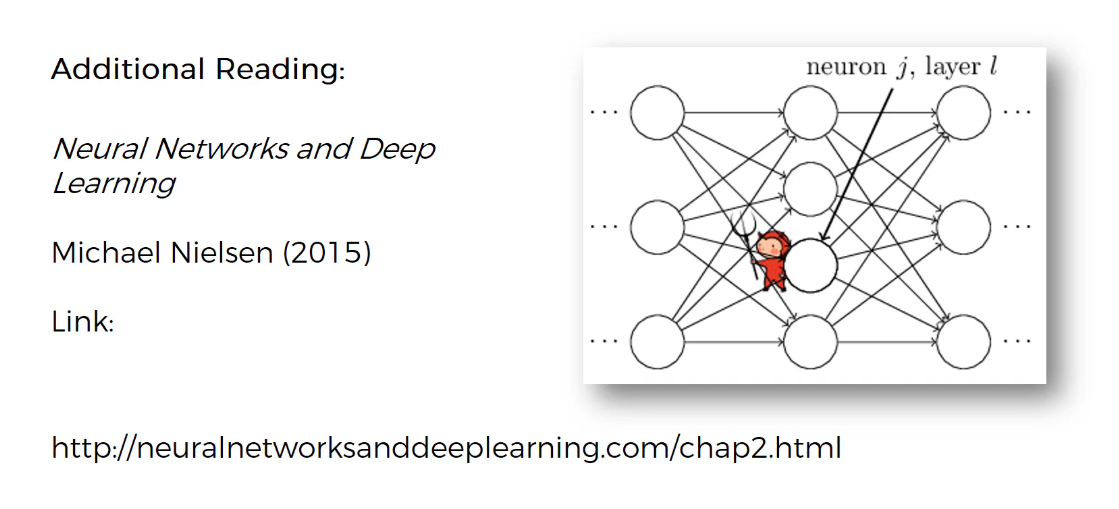 Additional Reading:
Neural Networks and Deep
Learning
Michael Nielsen (2015)
Link:
http://neuralnetworksanddeeplearning.com/chap2.html
neuron j, layer l